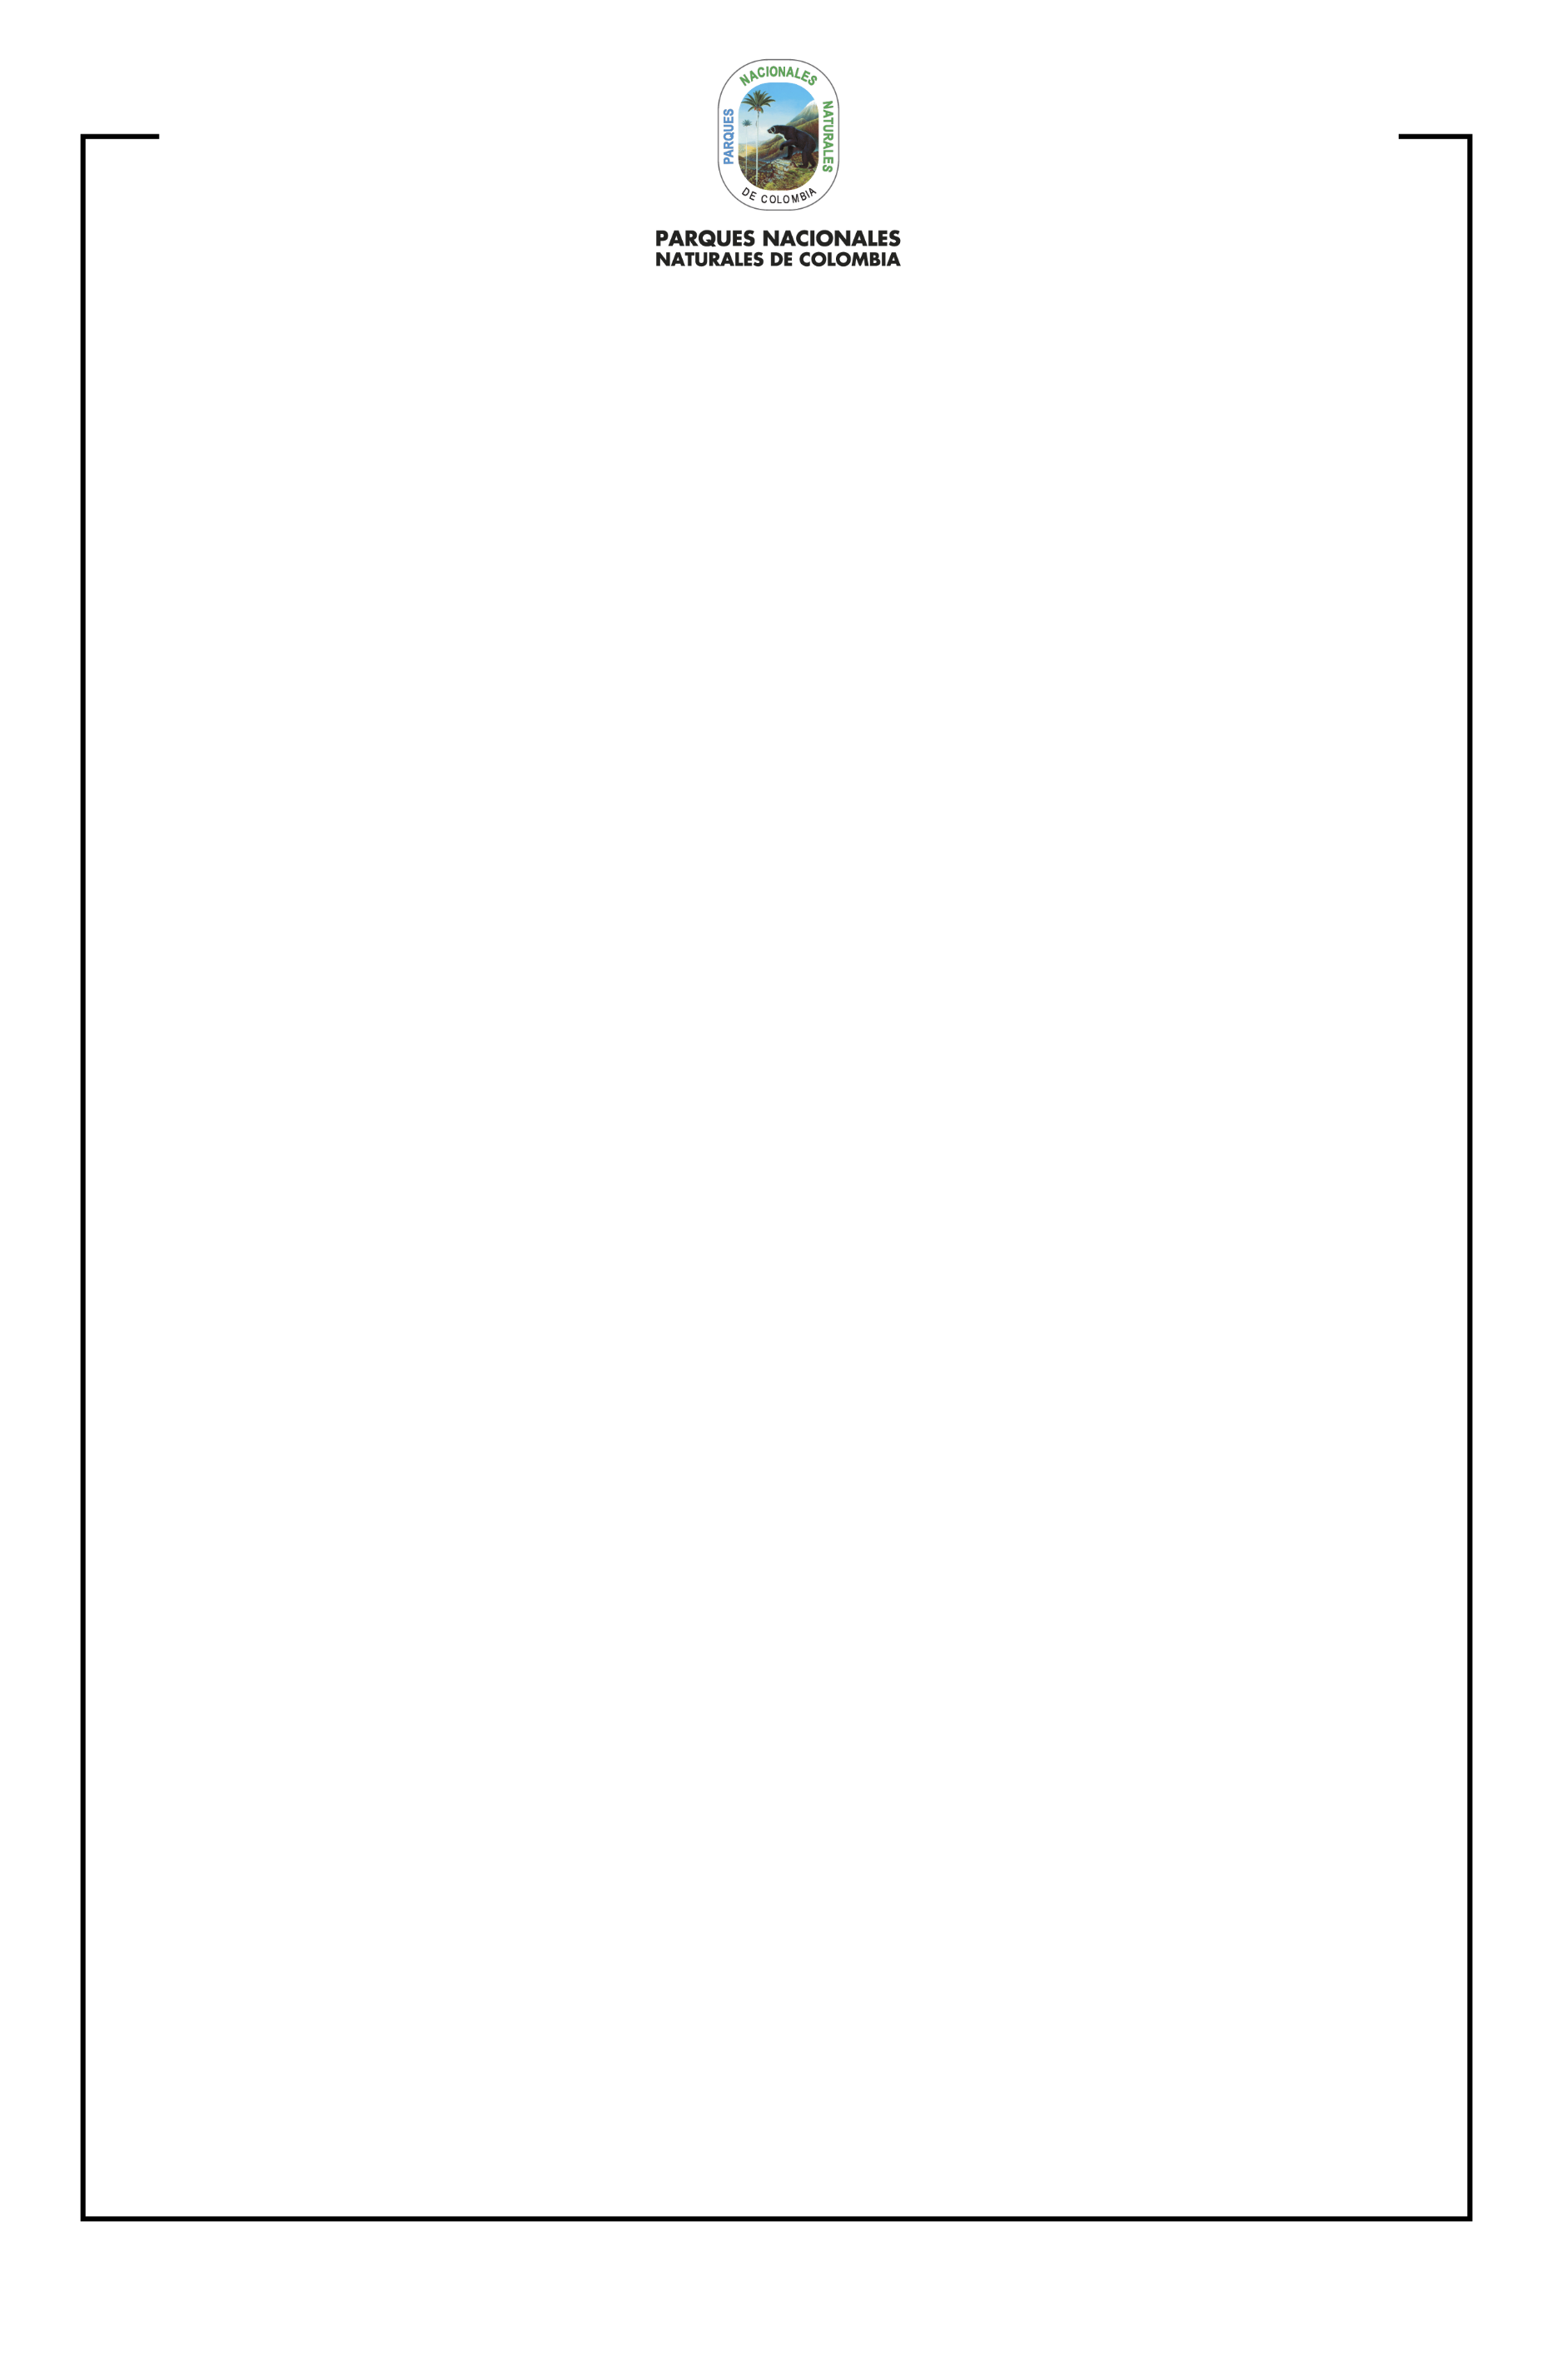 PARQUES NACIONALES NATURALES
DE COLOMBIA
PARQUES NACIONALES
NATURALES DE COLOMBIA